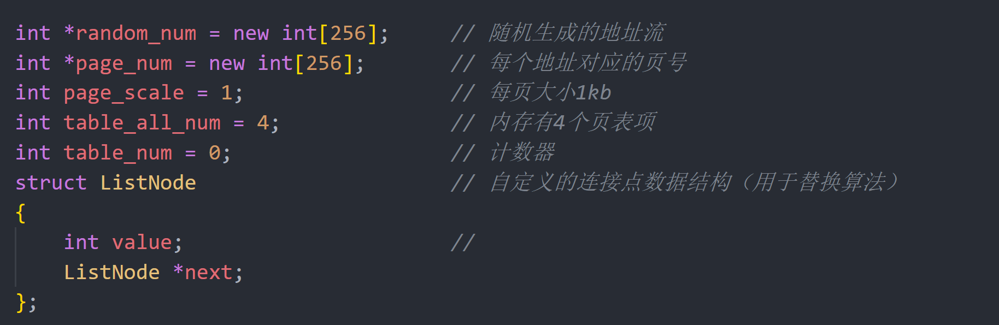 int *random_num = new int[256];      // 随机生成的地址流
int *page_num = new int[256];        // 每个地址对应的页号
int page_scale = 1;                  // 每页大小1kb
int table_all_num = 4;               // 内存有4个页表项
int table_num = 0;                   // 计数器
struct ListNode                      // 自定义的连接点数据结构（用于替换算法）
{
    int value;                       //
    ListNode *next;
};